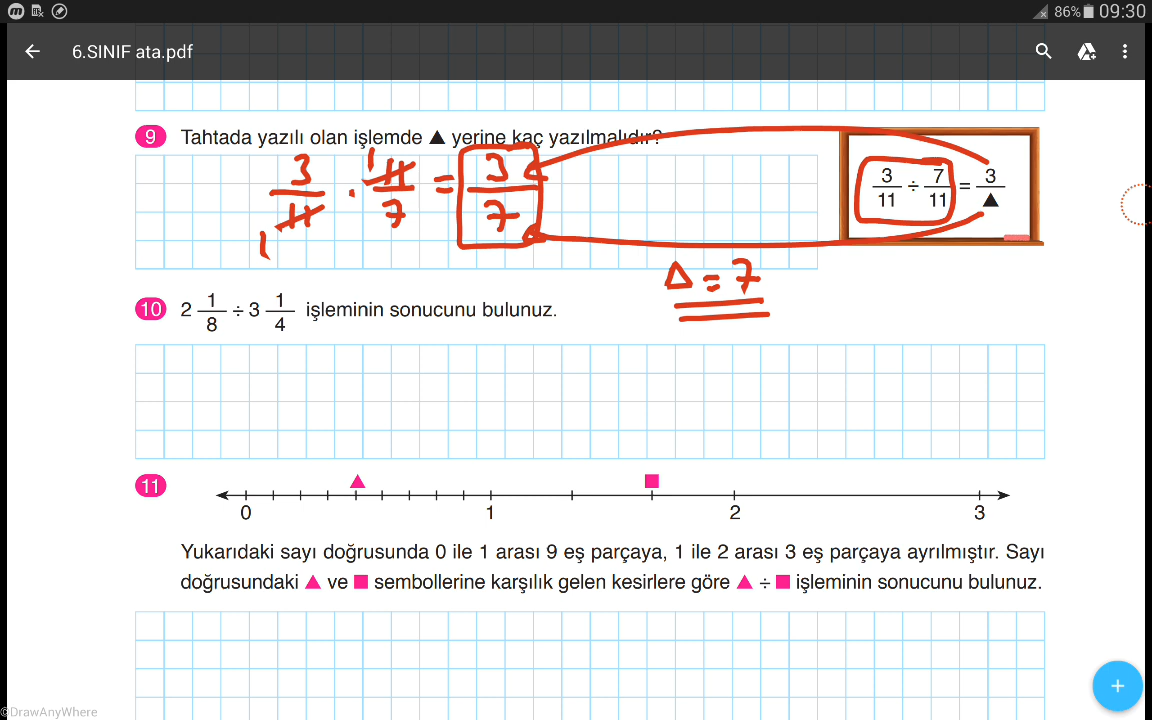 86% 09:30
6.SINIF ata.pdf
9 Tahtada yazılı olan işlemde ▲ yerine kaç yazılmalıdır?
3/11 · 11/7 = 3/7
1 1
3/11 ÷ 7/11 = 3/▲
Δ = 7
10 2 1/8 ÷ 3 1/4 işleminin sonucunu bulunuz.
11
0 1 2 3
Yukarıdaki sayı doğrusunda 0 ile 1 arası 9 eş parçaya, 1 ile 2 arası 3 eş parçaya ayrılmıştır. Sayı
doğrusundaki ▲ ve ■ sembollerine karşılık gelen kesirlere göre ▲ ÷ ■ işleminin sonucunu bulunuz.
©DrawAnyWhere